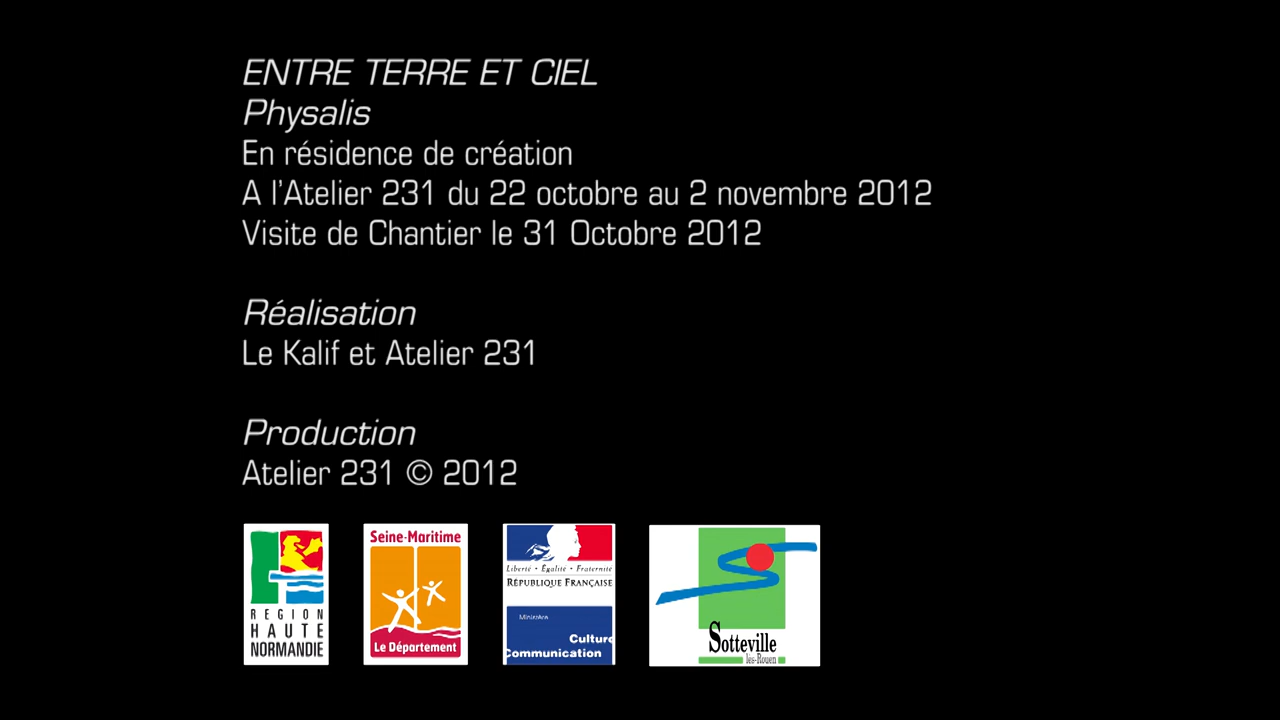 ENTRE TERRE ET CIEL
Physalis
En résidence de création
A l'Atelier 231 du 22 octobre au 2 novembre 2012
Visite de Chantier le 31 Octobre 2012
Réalisation
Le Kalif et Atelier 231
Production
Atelier 231 © 2012
REGION
HAUTE
NORMANDIE
Seine-Maritime
Le Département
Liberté • Égalité • Fraternité
RÉPUBLIQUE FRANÇAISE
Ministère
Culture
Communication
Sotteville
lès-Rouen